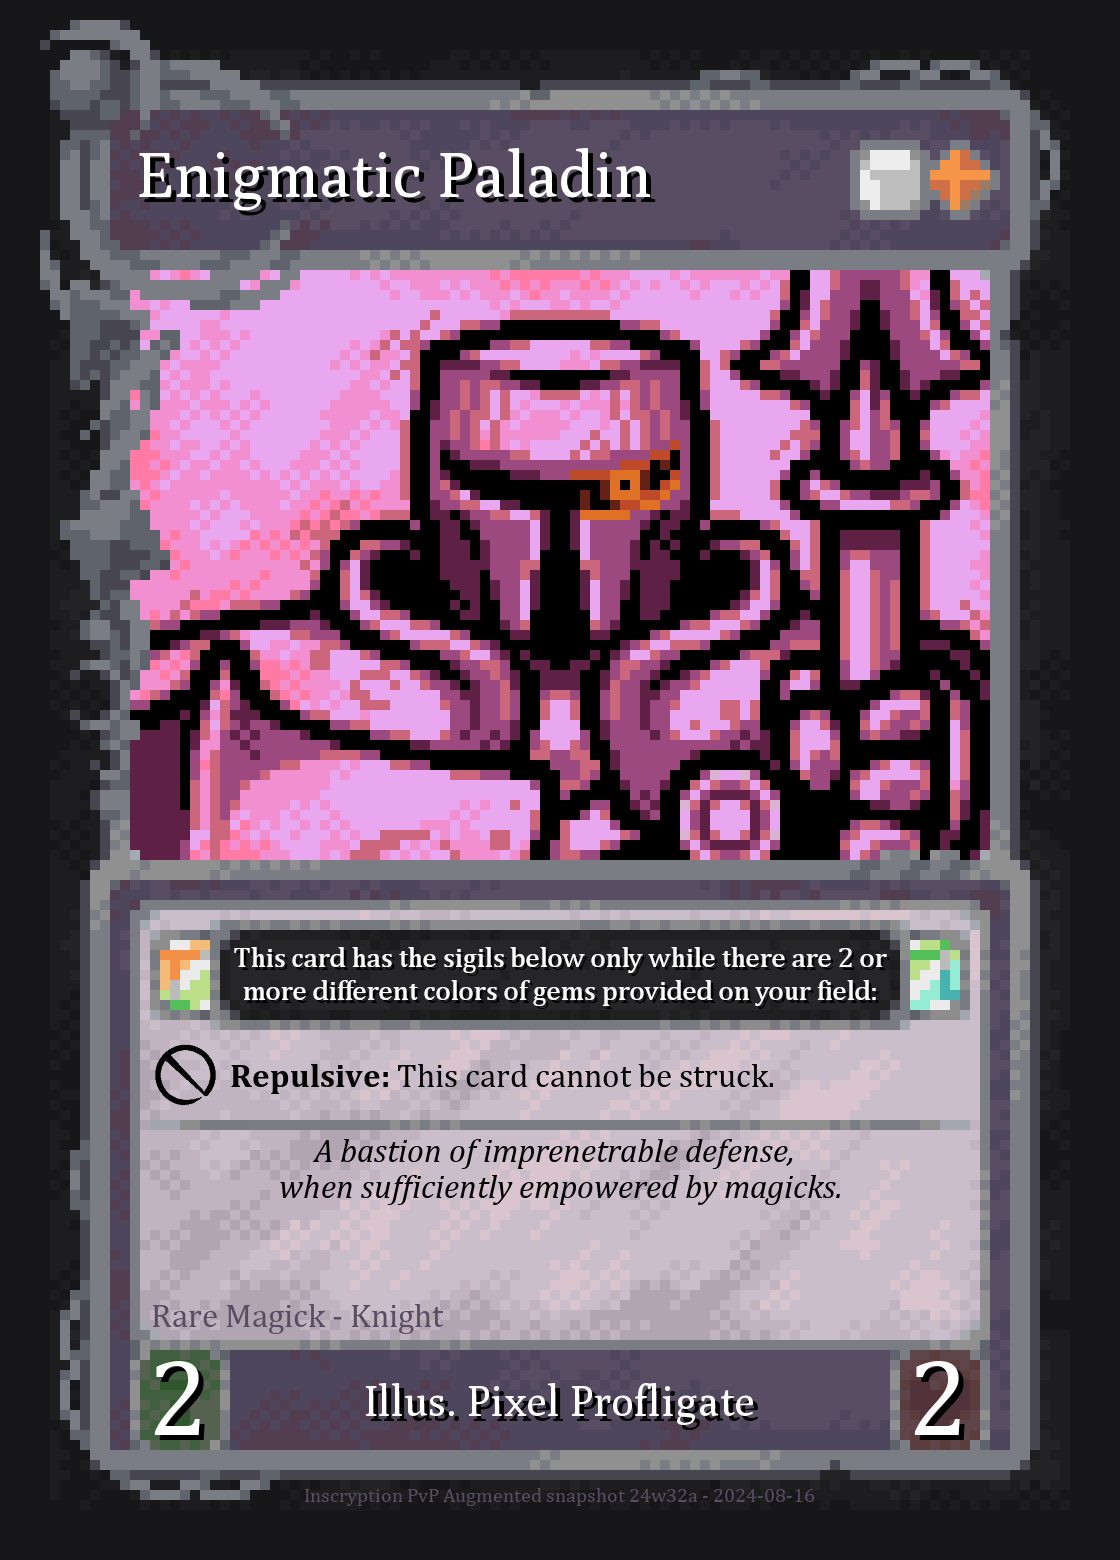 Enigmatic Paladin
This card has the sigils below only while there are 2 or
more different colors of gems provided on your field:
Repulsive: This card cannot be struck.
A bastion of imprenetrable defense,
when sufficiently empowered by magicks.
Rare Magick - Knight
2
Illus. Pixel Profligate
2
Inscryption PvP Augmented snapshot 24w32a - 2024-08-16